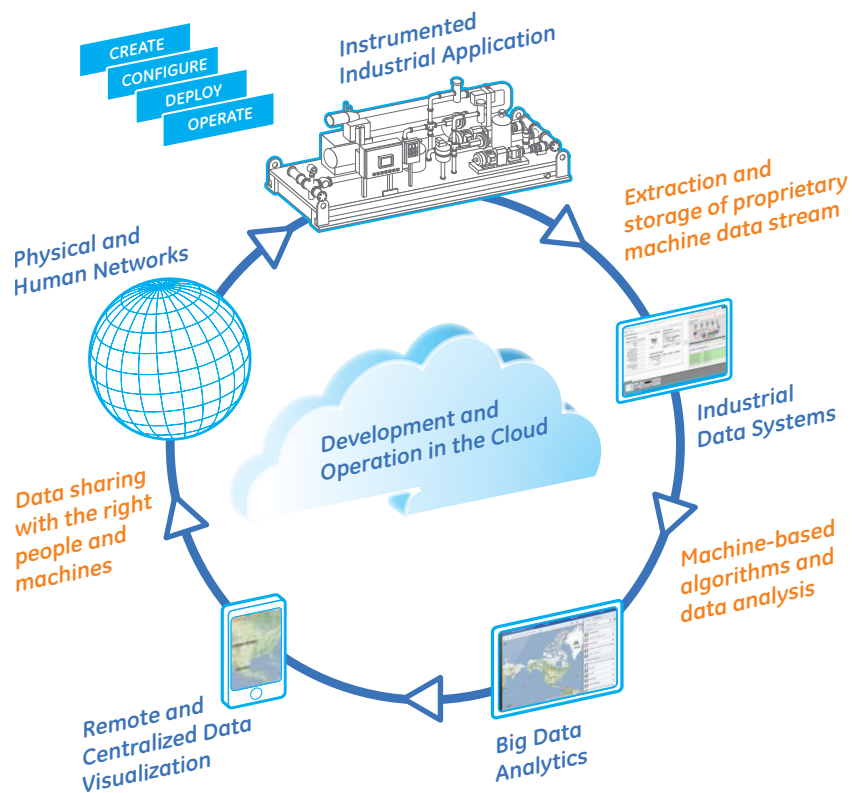 CREATE
CONFIGURE
DEPLOY
OPERATE
Instrumented
Industrial Application
Extraction and
storage of proprietary
machine data stream
Physical and
Human Networks
Development and
Operation in the Cloud
Industrial
Data Systems
Data sharing
with the right
people and
machines
Machine-based
algorithms and
data analysis
Remote and
Centralized Data
Visualization
Big Data
Analytics